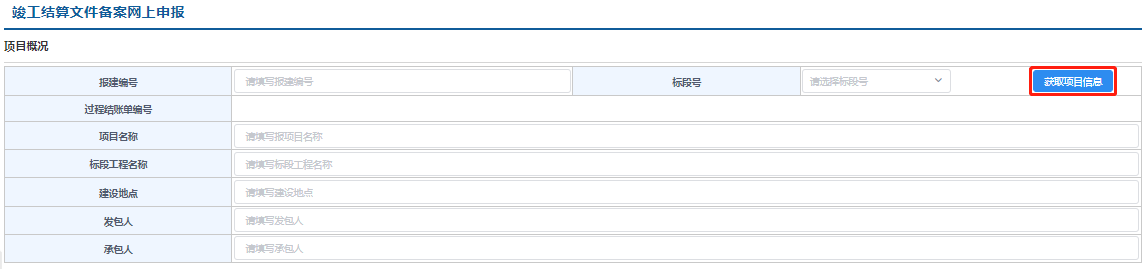 竣工结算文件备案网上申报
项目概况
报建编号 请填写报建编号 标段号 请选择标段号 获取项目信息
过程结账单编号
项目名称 请填写报项目名称
标段工程名称 请填写标段工程名称
建设地点 请填写建设地点
发包人 请填写发包人
承包人 请填写承包人